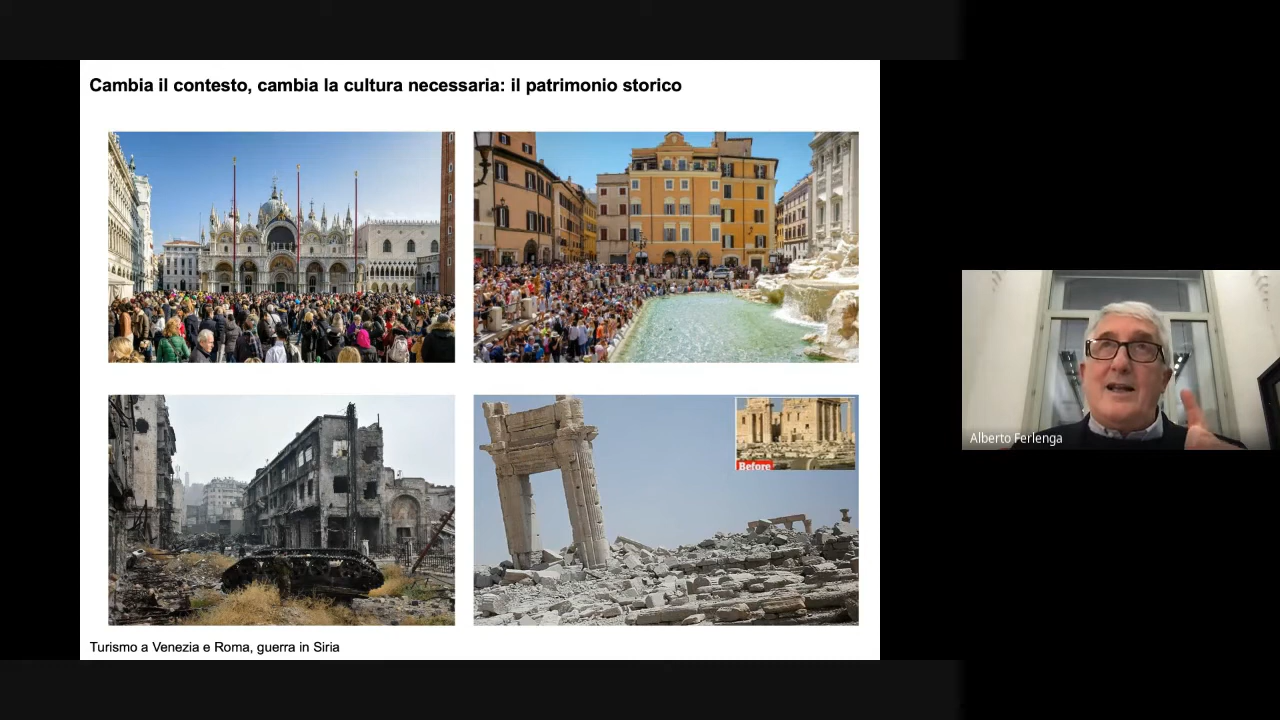 Cambia il contesto, cambia la cultura necessaria: il patrimonio storico
Before
Alberto Ferlenga
Turismo a Venezia e Roma, guerra in Siria